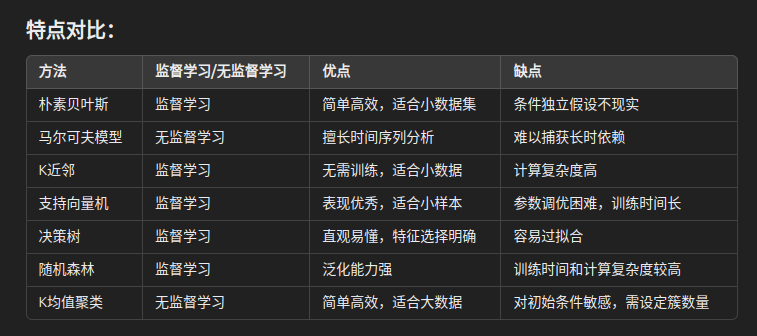 特点对比：
方法 监督学习/无监督学习 优点 缺点
朴素贝叶斯 监督学习 简单高效，适合小数据集 条件独立假设不现实
马尔可夫模型 无监督学习 擅长时间序列分析 难以捕获长时依赖
K近邻 监督学习 无需训练，适合小数据 计算复杂度高
支持向量机 监督学习 表现优秀，适合小样本 参数调优困难，训练时间长
决策树 监督学习 直观易懂，特征选择明确 容易过拟合
随机森林 监督学习 泛化能力强 训练时间和计算复杂度较高
K均值聚类 无监督学习 简单高效，适合大数据 对初始条件敏感，需设定簇数量